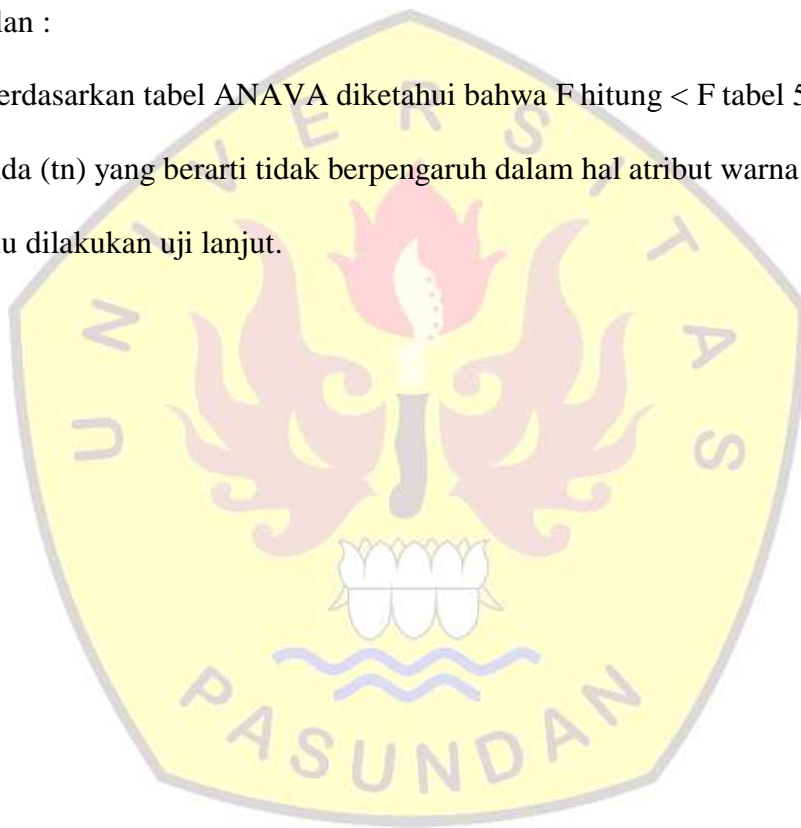 lan :
erdasarkan tabel ANAVA diketahui bahwa F hitung < F tabel 5
da (tn) yang berarti tidak berpengaruh dalam hal atribut warna
u dilakukan uji lanjut.
UNIVERSITAS
PASUNDAN